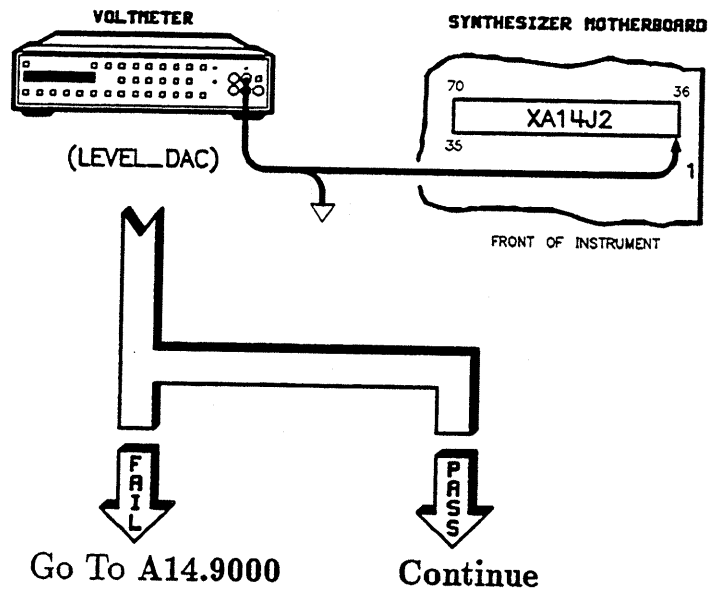 VOLTMETER
SYNTHESIZER MOTHERBOARD
70
36
XA14J2
35
1
(LEVEL_DAC)
FRONT OF INSTRUMENT
FAIL
PASS
Go To A14.9000
Continue